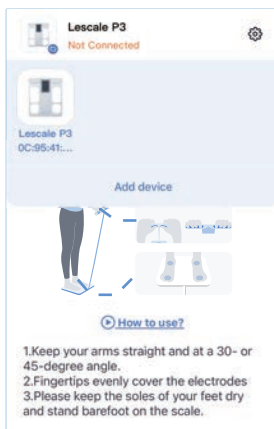 Lescale P3
Not Connected
Lescale P3
0C:95:41:...
Add device
How to use?
1.Keep your arms straight and at a 30- or
45-degree angle.
2.Fingertips evenly cover the electrodes
3.Please keep the soles of your feet dry
and stand barefoot on the scale.